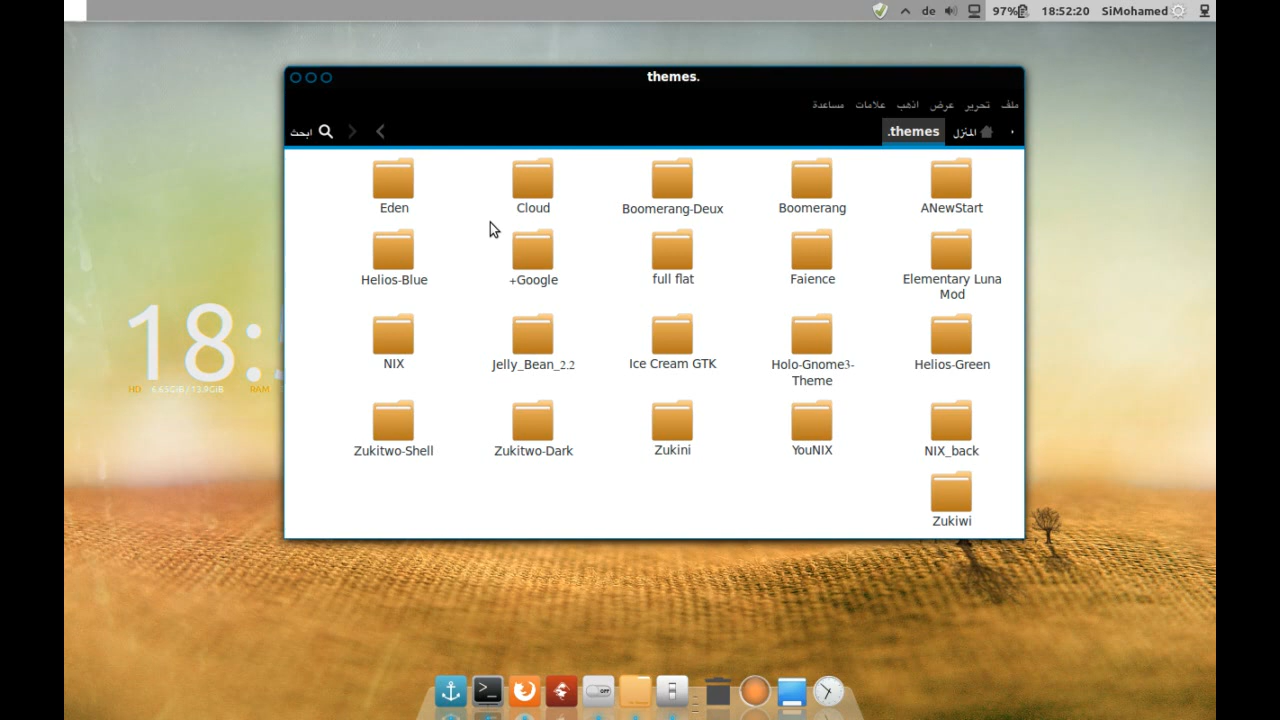 de
97%
18:52:20
SiMohamed
themes.
ملف تحرير عرض اذهب علامات مساعدة
المنزل
.themes
ابحث
ANewStart
Boomerang
Boomerang-Deux
Cloud
Eden
Elementary Luna
Mod
Faience
full flat
+Google
Helios-Blue
Helios-Green
Holo-Gnome3-
Theme
Ice Cream GTK
Jelly_Bean_2.2
NIX
NIX_back
YouNIX
Zukini
Zukitwo-Dark
Zukitwo-Shell
Zukiwi
18:
HD 6.65GiB / 13.9GiB RAM
OFF